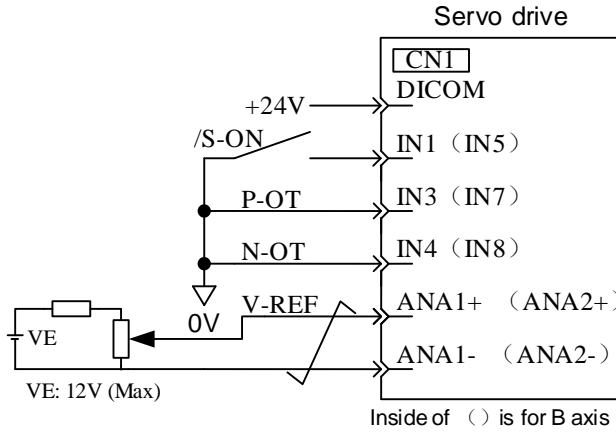 Servo drive
CN1
DICOM
+24V
/S-ON
IN1（IN5）
P-OT
IN3（IN7）
N-OT
IN4（IN8）
0V
V-REF
ANA1+ （ANA2+)
VE
ANA1- （ANA2-）
VE: 12V (Max)
Inside of （）is for B axis